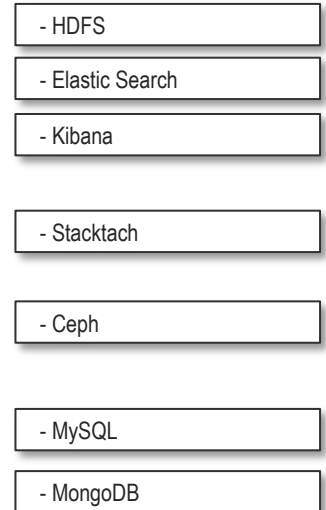 - HDFS
- Elastic Search
- Kibana
- Stacktach
- Ceph
- MySQL
- MongoDB